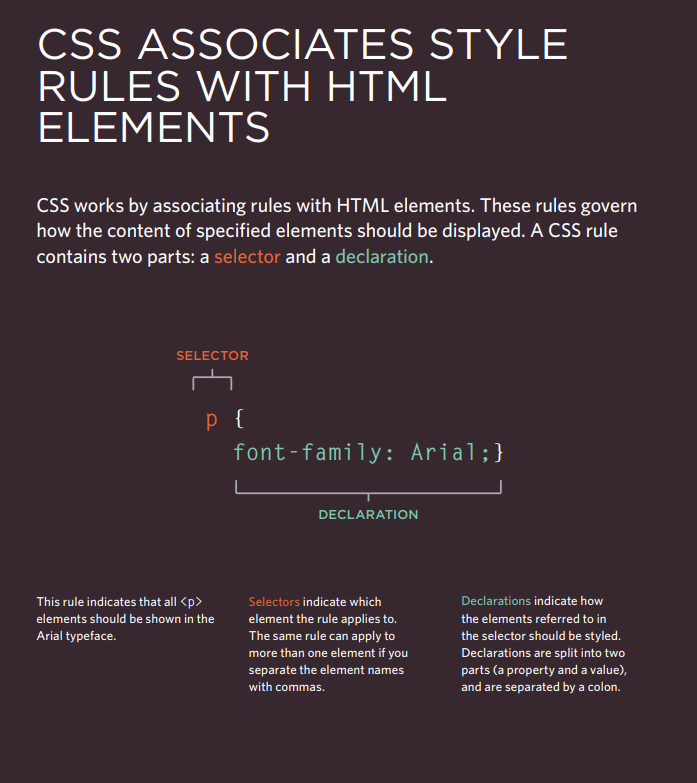 CSS ASSOCIATES STYLE
RULES WITH HTML
ELEMENTS
CSS works by associating rules with HTML elements. These rules govern
how the content of specified elements should be displayed. A CSS rule
contains two parts: a selector and a declaration.
SELECTOR
p {
font-family: Arial;}
DECLARATION
This rule indicates that all <p>
elements should be shown in the
Arial typeface.
Selectors indicate which
element the rule applies to.
The same rule can apply to
more than one element if you
separate the element names
with commas.
Declarations indicate how
the elements referred to in
the selector should be styled.
Declarations are split into two
parts (a property and a value),
and are separated by a colon.